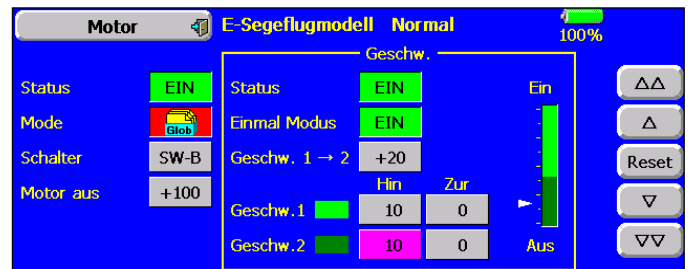 Motor E-Segeflugmodell Normal 100%
Geschw.
Status EIN Status EIN Ein
Mode Glob Einmal Modus EIN
Schalter SW-B Geschw. 1 → 2 +20 Reset
Motor aus +100 Hin Zur
Geschw.1 10 0
Geschw.2 10 0 Aus